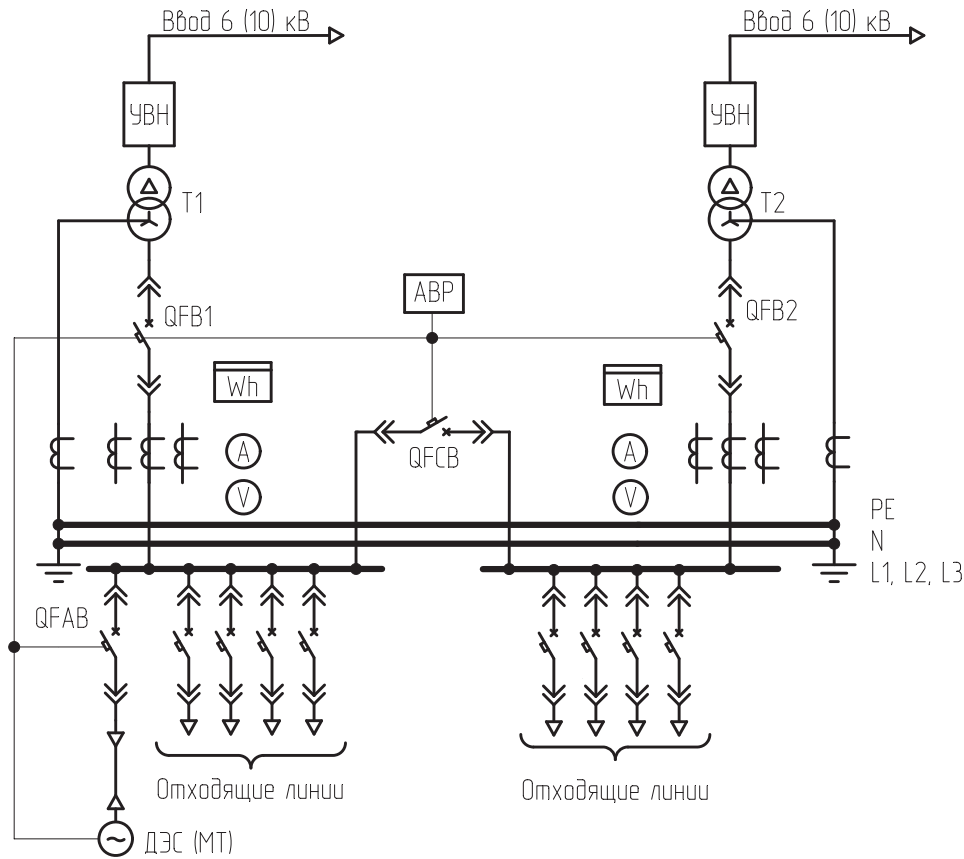 Ввод 6 (10) кВ
Ввод 6 (10) кВ
УВН
УВН
T1
T2
АВР
QFB1
QFB2
Wh
Wh
QFCB
A
A
V
V
PE
N
L1, L2, L3
QFAB
Отходящие линии
Отходящие линии
ДЭС (МТ)